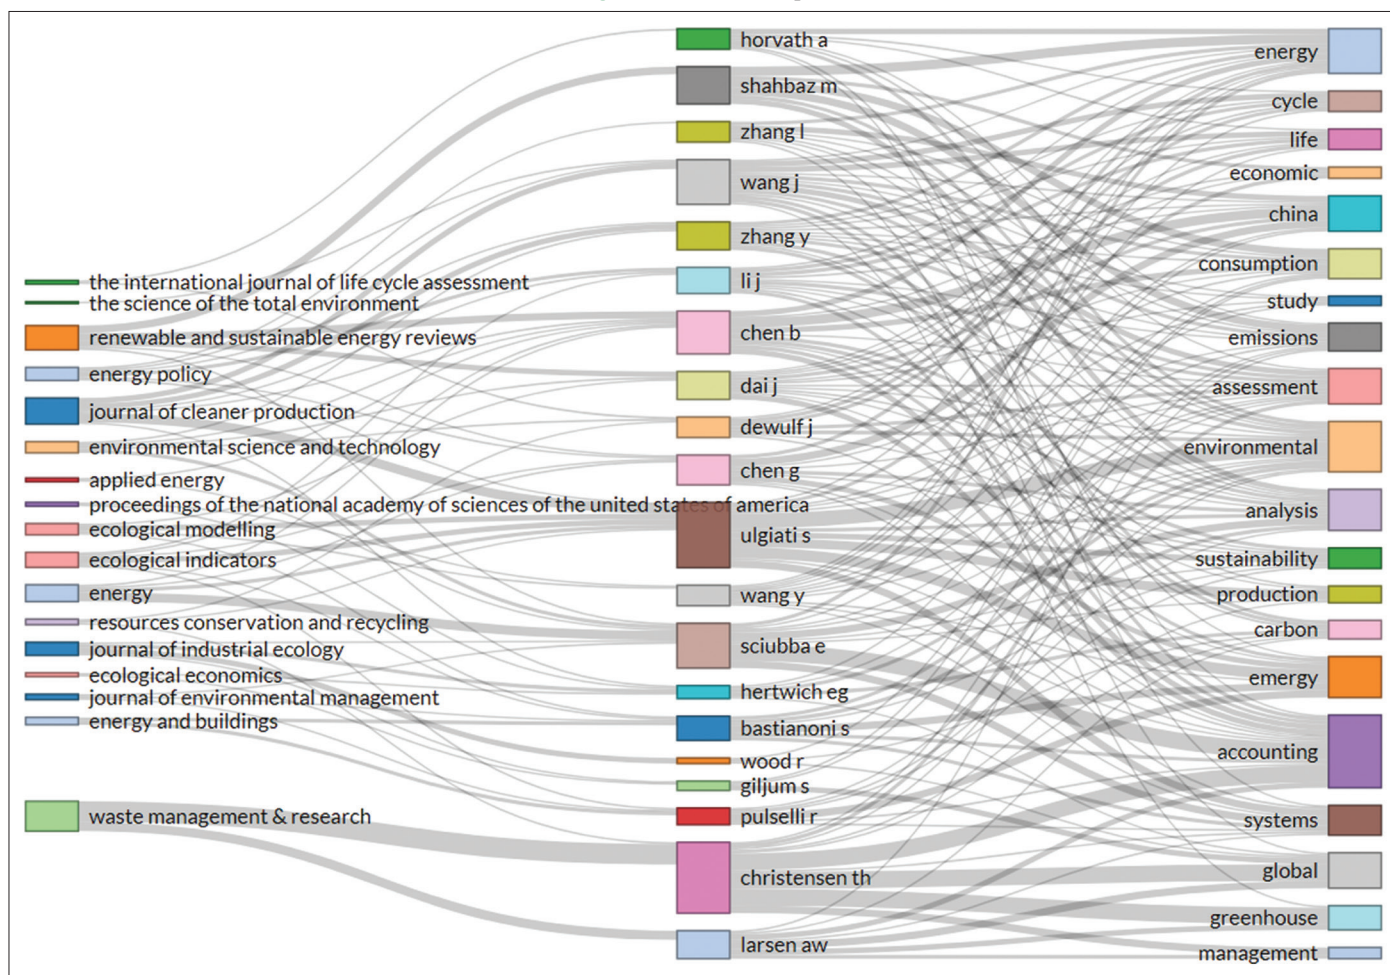 the international journal of life cycle assessment
the science of the total environment
renewable and sustainable energy reviews
energy policy
journal of cleaner production
environmental science and technology
applied energy
proceedings of the national academy of sciences of the united states of america
ecological modelling
ecological indicators
energy
resources conservation and recycling
journal of industrial ecology
ecological economics
journal of environmental management
energy and buildings
waste management & research
horvath a
shahbaz m
zhang l
wang j
zhang y
li j
chen b
dai j
dewulf j
chen g
ulgiati s
wang y
sciubba e
hertwich eg
bastianoni s
wood r
giljum s
pulselli r
christensen th
larsen aw
energy
cycle
life
economic
china
consumption
study
emissions
assessment
environmental
analysis
sustainability
production
carbon
emergy
accounting
systems
global
greenhouse
management